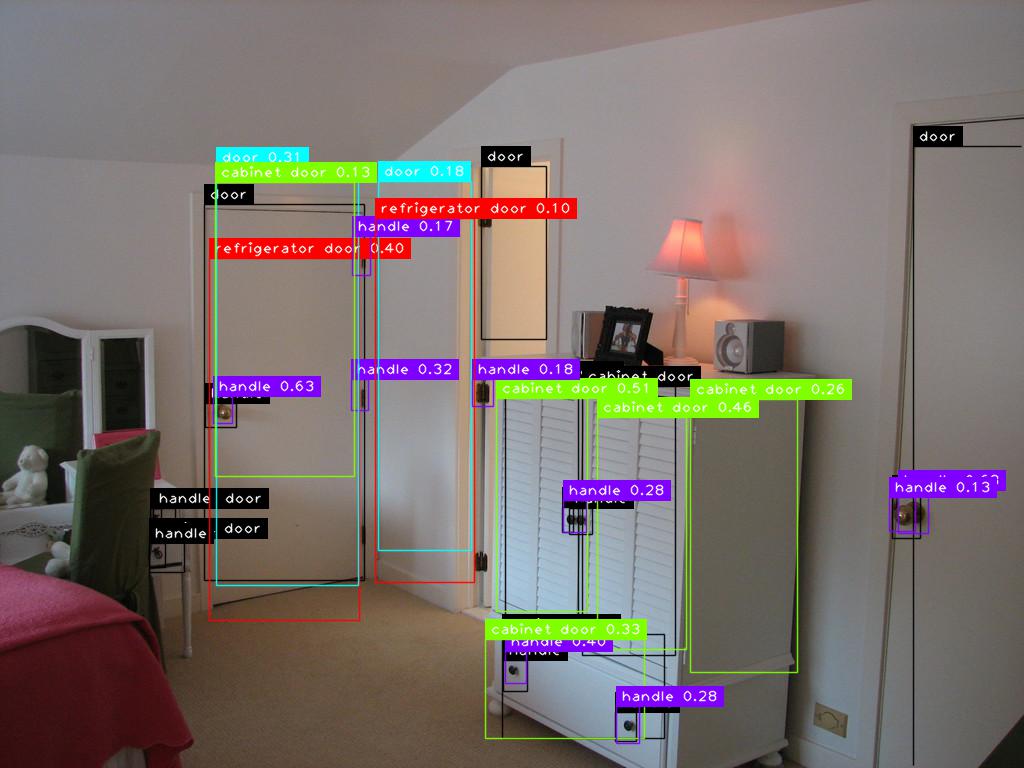 door
door 0.31
cabinet door 0.13
door 0.18
door
door
refrigerator door 0.10
handle 0.17
refrigerator door 0.40
handle 0.32
handle 0.18
cabinet door
handle 0.63
cabinet door 0.51
cabinet door 0.26
cabinet door 0.46
handle 0.13
handle 0.28
handle
door
handle
door
cabinet door 0.33
handle 0.40
handle
handle 0.28